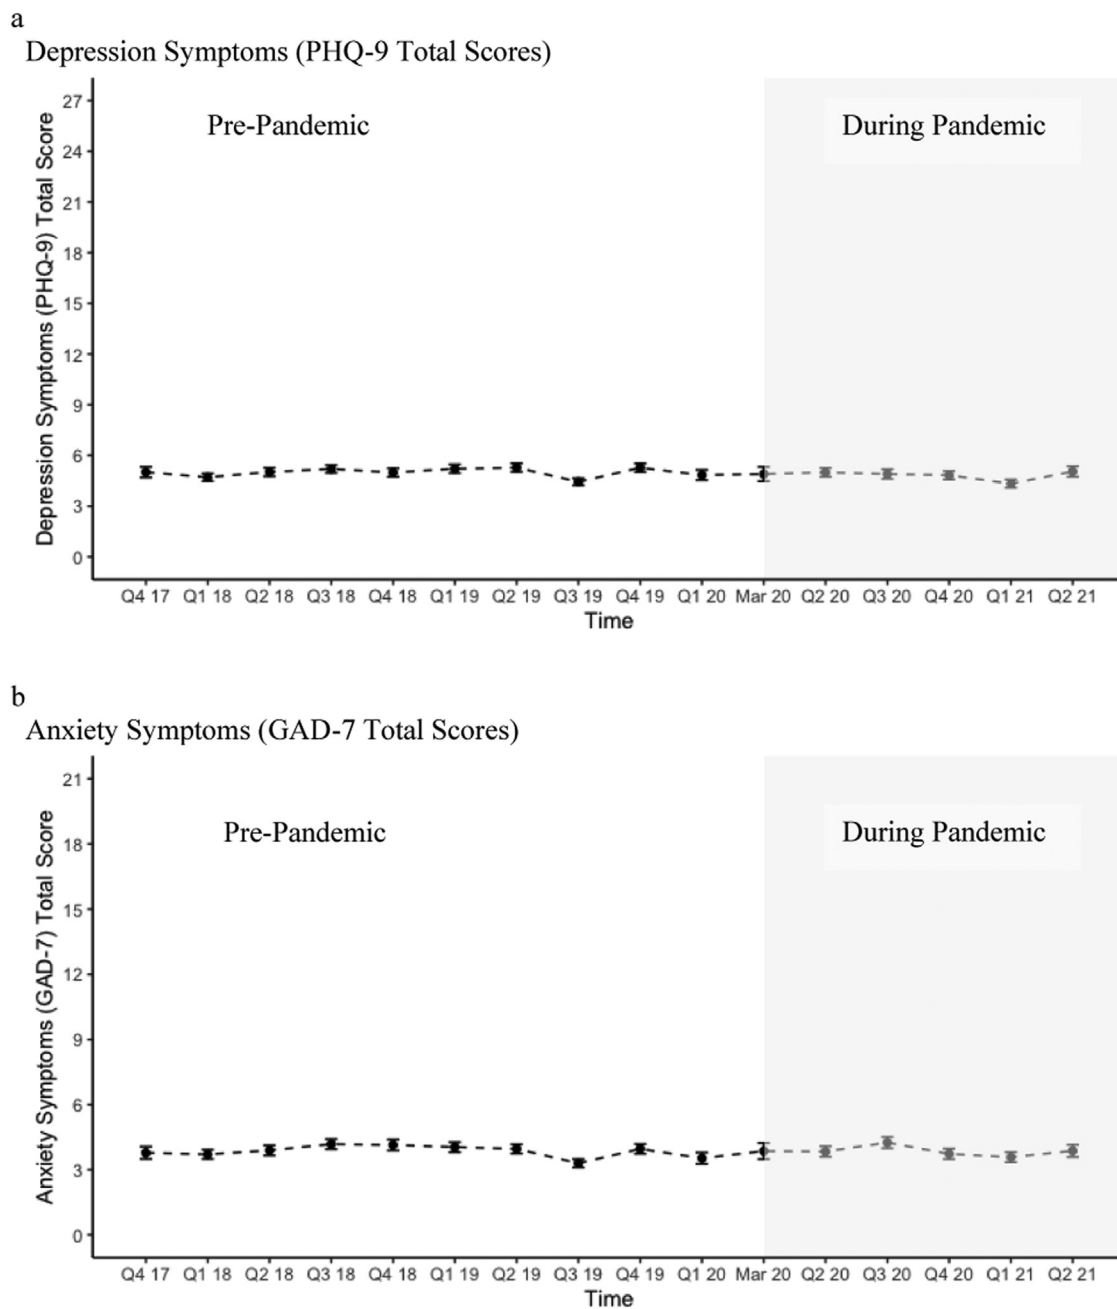 a
Depression Symptoms (PHQ-9 Total Scores)
Depression Symptoms (PHQ-9) Total Score
27
24
21
18
15
12
9
6
3
0
Pre-Pandemic
During Pandemic
Q4 17 Q1 18 Q2 18 Q3 18 Q4 18 Q1 19 Q2 19 Q3 19 Q4 19 Q1 20 Mar 20 Q2 20 Q3 20 Q4 20 Q1 21 Q2 21
Time
b
Anxiety Symptoms (GAD-7 Total Scores)
Anxiety Symptoms (GAD-7) Total Score
21
18
15
12
9
6
3
0
Pre-Pandemic
During Pandemic
Q4 17 Q1 18 Q2 18 Q3 18 Q4 18 Q1 19 Q2 19 Q3 19 Q4 19 Q1 20 Mar 20 Q2 20 Q3 20 Q4 20 Q1 21 Q2 21
Time